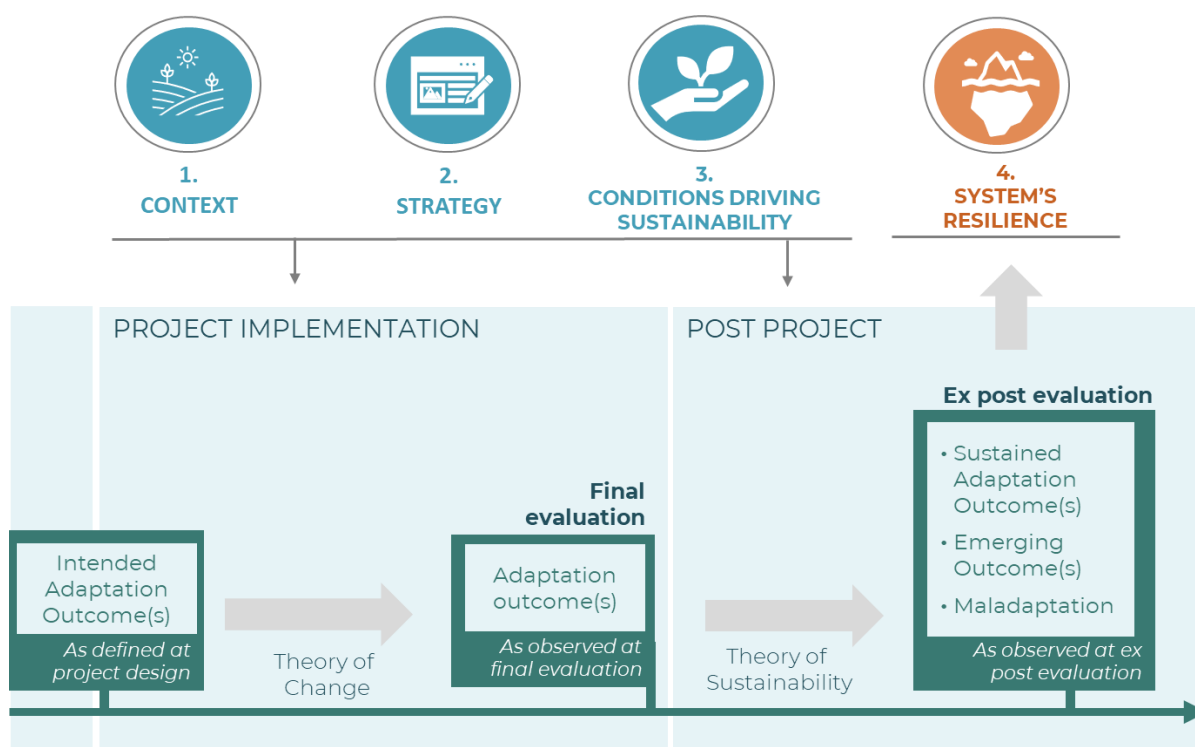 1.
CONTEXT
2.
STRATEGY
3.
CONDITIONS DRIVING
SUSTAINABILITY
4.
SYSTEM’S
RESILIENCE
PROJECT IMPLEMENTATION
POST PROJECT
Intended
Adaptation
Outcome(s)
As defined at
project design
Theory of
Change
Final
evaluation
Adaptation
outcome(s)
As observed at
final evaluation
Theory of
Sustainability
Ex post evaluation
• Sustained
Adaptation
Outcome(s)
• Emerging
Outcome(s)
• Maladaptation
As observed at ex
post evaluation